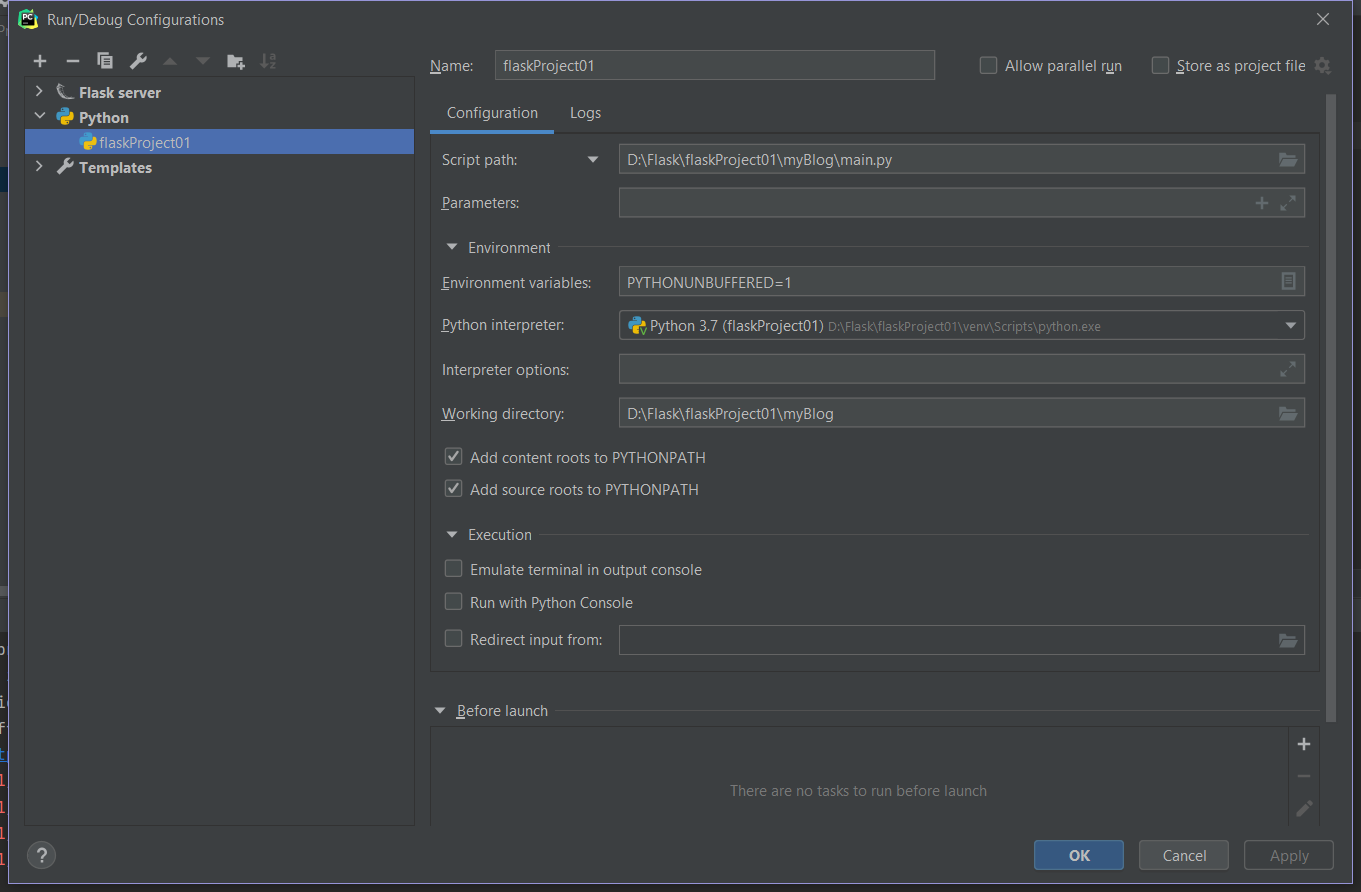 Run/Debug Configurations
Name: flaskProject01 Allow parallel run Store as project file
Flask server
Python
flaskProject01
Templates
Configuration Logs
Script path: D:\Flask\flaskProject01\myBlog\main.py
Parameters:
Environment
Environment variables: PYTHONUNBUFFERED=1
Python interpreter: Python 3.7 (flaskProject01) D:\Flask\flaskProject01\venv\Scripts\python.exe
Interpreter options:
Working directory: D:\Flask\flaskProject01\myBlog
Add content roots to PYTHONPATH
Add source roots to PYTHONPATH
Execution
Emulate terminal in output console
Run with Python Console
Redirect input from:
Before launch
There are no tasks to run before launch
? OK Cancel Apply